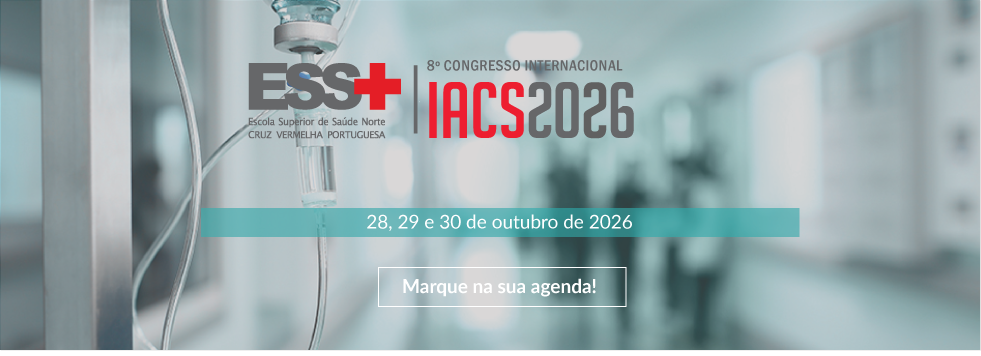 ESS+
Escola Superior de Saúde Norte
CRUZ VERMELHA PORTUGUESA
8º CONGRESSO INTERNACIONAL
IACS2026
28, 29 e 30 de outubro de 2026
Marque na sua agenda!